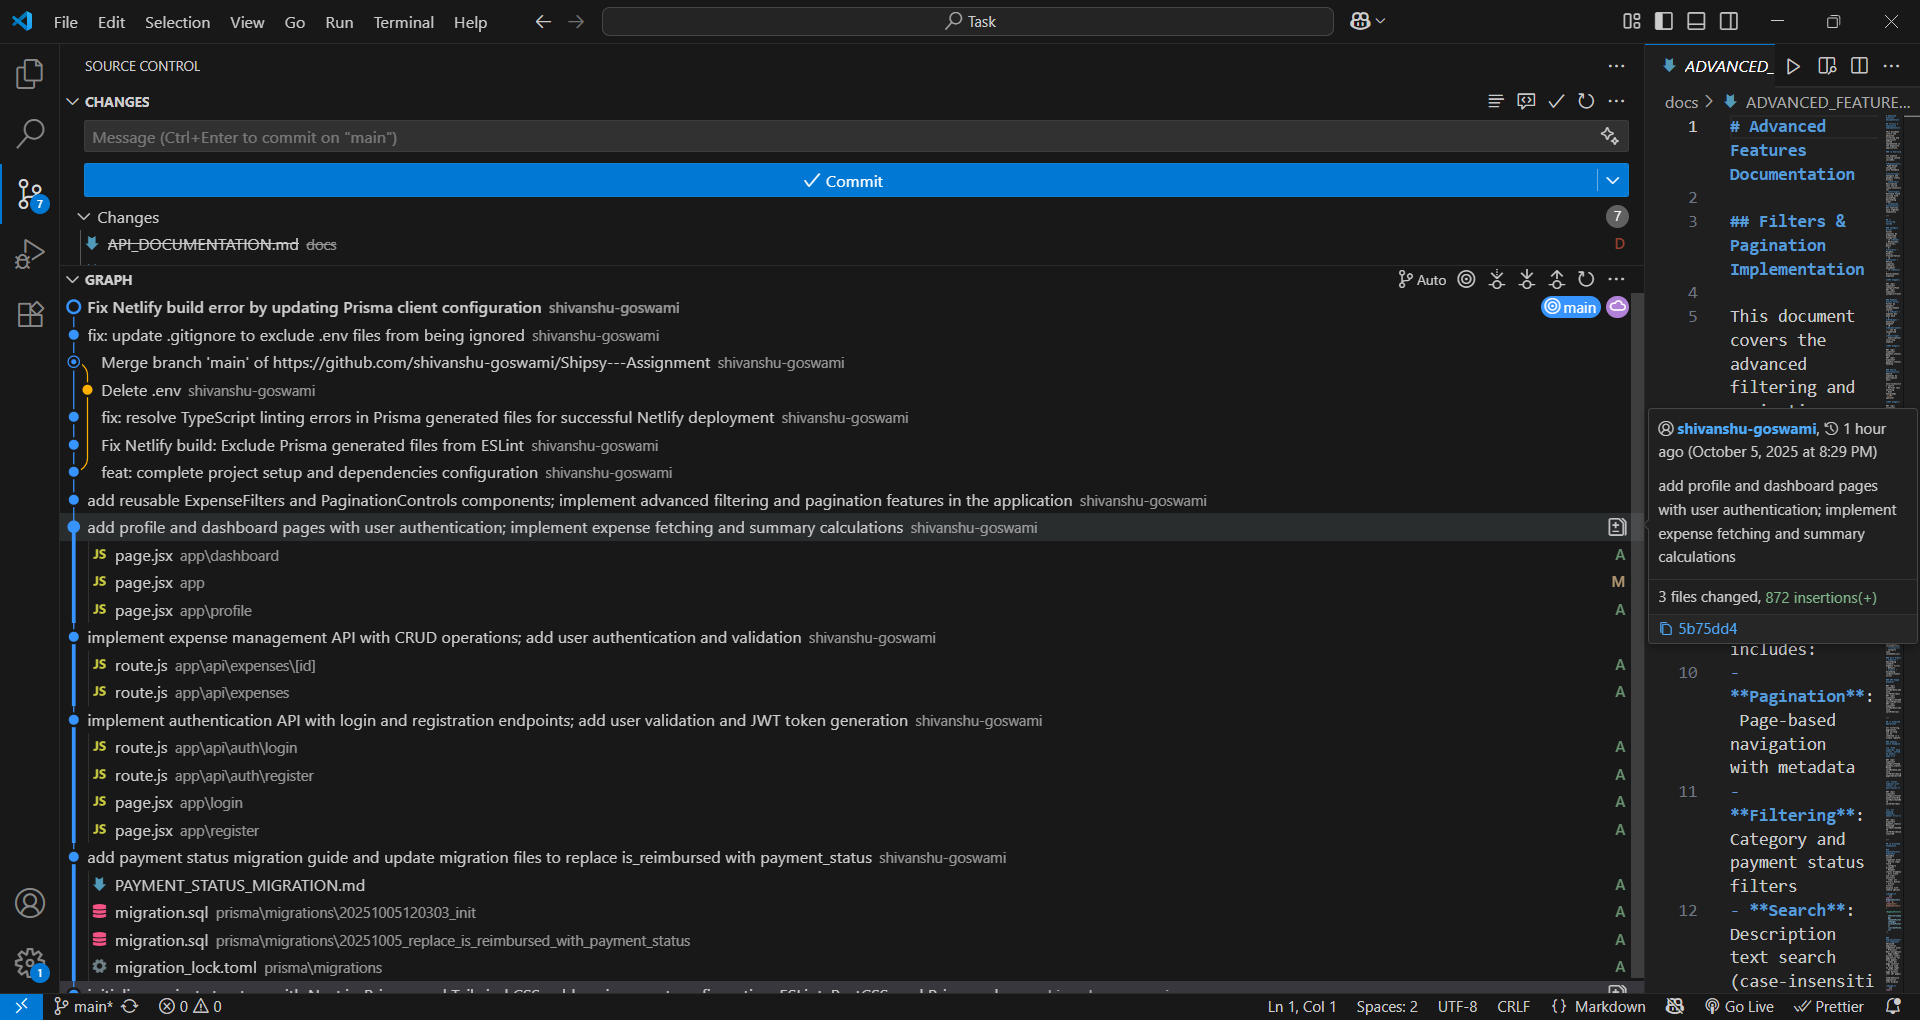 File Edit Selection View Go Run Terminal Help
Task
SOURCE CONTROL
CHANGES
Message (Ctrl+Enter to commit on "main")
Commit
Changes
7
7
API_DOCUMENTATION.md docs
D
GRAPH
Auto
Fix Netlify build error by updating Prisma client configuration shivanshu-goswami
main
fix: update .gitignore to exclude .env files from being ignored shivanshu-goswami
Merge branch 'main' of https://github.com/shivanshu-goswami/Shipsy---Assignment shivanshu-goswami
Delete .env shivanshu-goswami
fix: resolve TypeScript linting errors in Prisma generated files for successful Netlify deployment shivanshu-goswami
Fix Netlify build: Exclude Prisma generated files from ESLint shivanshu-goswami
feat: complete project setup and dependencies configuration shivanshu-goswami
add reusable ExpenseFilters and PaginationControls components; implement advanced filtering and pagination features in the application shivanshu-goswami
add profile and dashboard pages with user authentication; implement expense fetching and summary calculations shivanshu-goswami
JS page.jsx app\dashboard A
JS page.jsx app M
JS page.jsx app\profile A
implement expense management API with CRUD operations; add user authentication and validation shivanshu-goswami
JS route.js app\api\expenses\[id] A
JS route.js app\api\expenses A
implement authentication API with login and registration endpoints; add user validation and JWT token generation shivanshu-goswami
JS route.js app\api\auth\login A
JS route.js app\api\auth\register A
JS page.jsx app\login A
JS page.jsx app\register A
add payment status migration guide and update migration files to replace is_reimbursed with payment_status shivanshu-goswami
PAYMENT_STATUS_MIGRATION.md A
migration.sql prisma\migrations\20251005120303_init A
migration.sql prisma\migrations\20251005_replace_is_reimbursed_with_payment_status A
migration_lock.toml prisma\migrations A
1
ADVANCED_
docs > ADVANCED_FEATURE...
1 # Advanced
Features
Documentation
2
3 ## Filters &
Pagination
Implementation
4
5 This document
covers the
advanced
filtering and
shivanshu-goswami, 1 hour
ago (October 5, 2025 at 8:29 PM)
add profile and dashboard pages
with user authentication; implement
expense fetching and summary
calculations
3 files changed, 872 insertions(+)
5b75dd4
includes:
10 -
**Pagination**:
Page-based
navigation
with metadata
11 -
**Filtering**:
Category and
payment status
filters
12 - **Search**:
Description
text search
(case-insensiti
main* 0 0
Ln 1, Col 1 Spaces: 2 UTF-8 CRLF {} Markdown Go Live Prettier